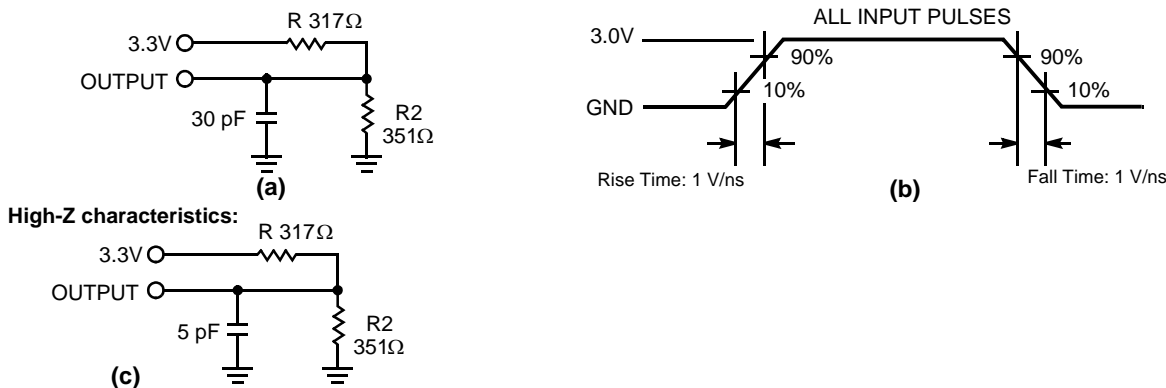 R 317Ω
3.3V
OUTPUT
30 pF
R2
351Ω
(a)
ALL INPUT PULSES
3.0V
90%
10%
GND
90%
10%
Rise Time: 1 V/ns
Fall Time: 1 V/ns
(b)
High-Z characteristics:
R 317Ω
3.3V
OUTPUT
5 pF
R2
351Ω
(c)